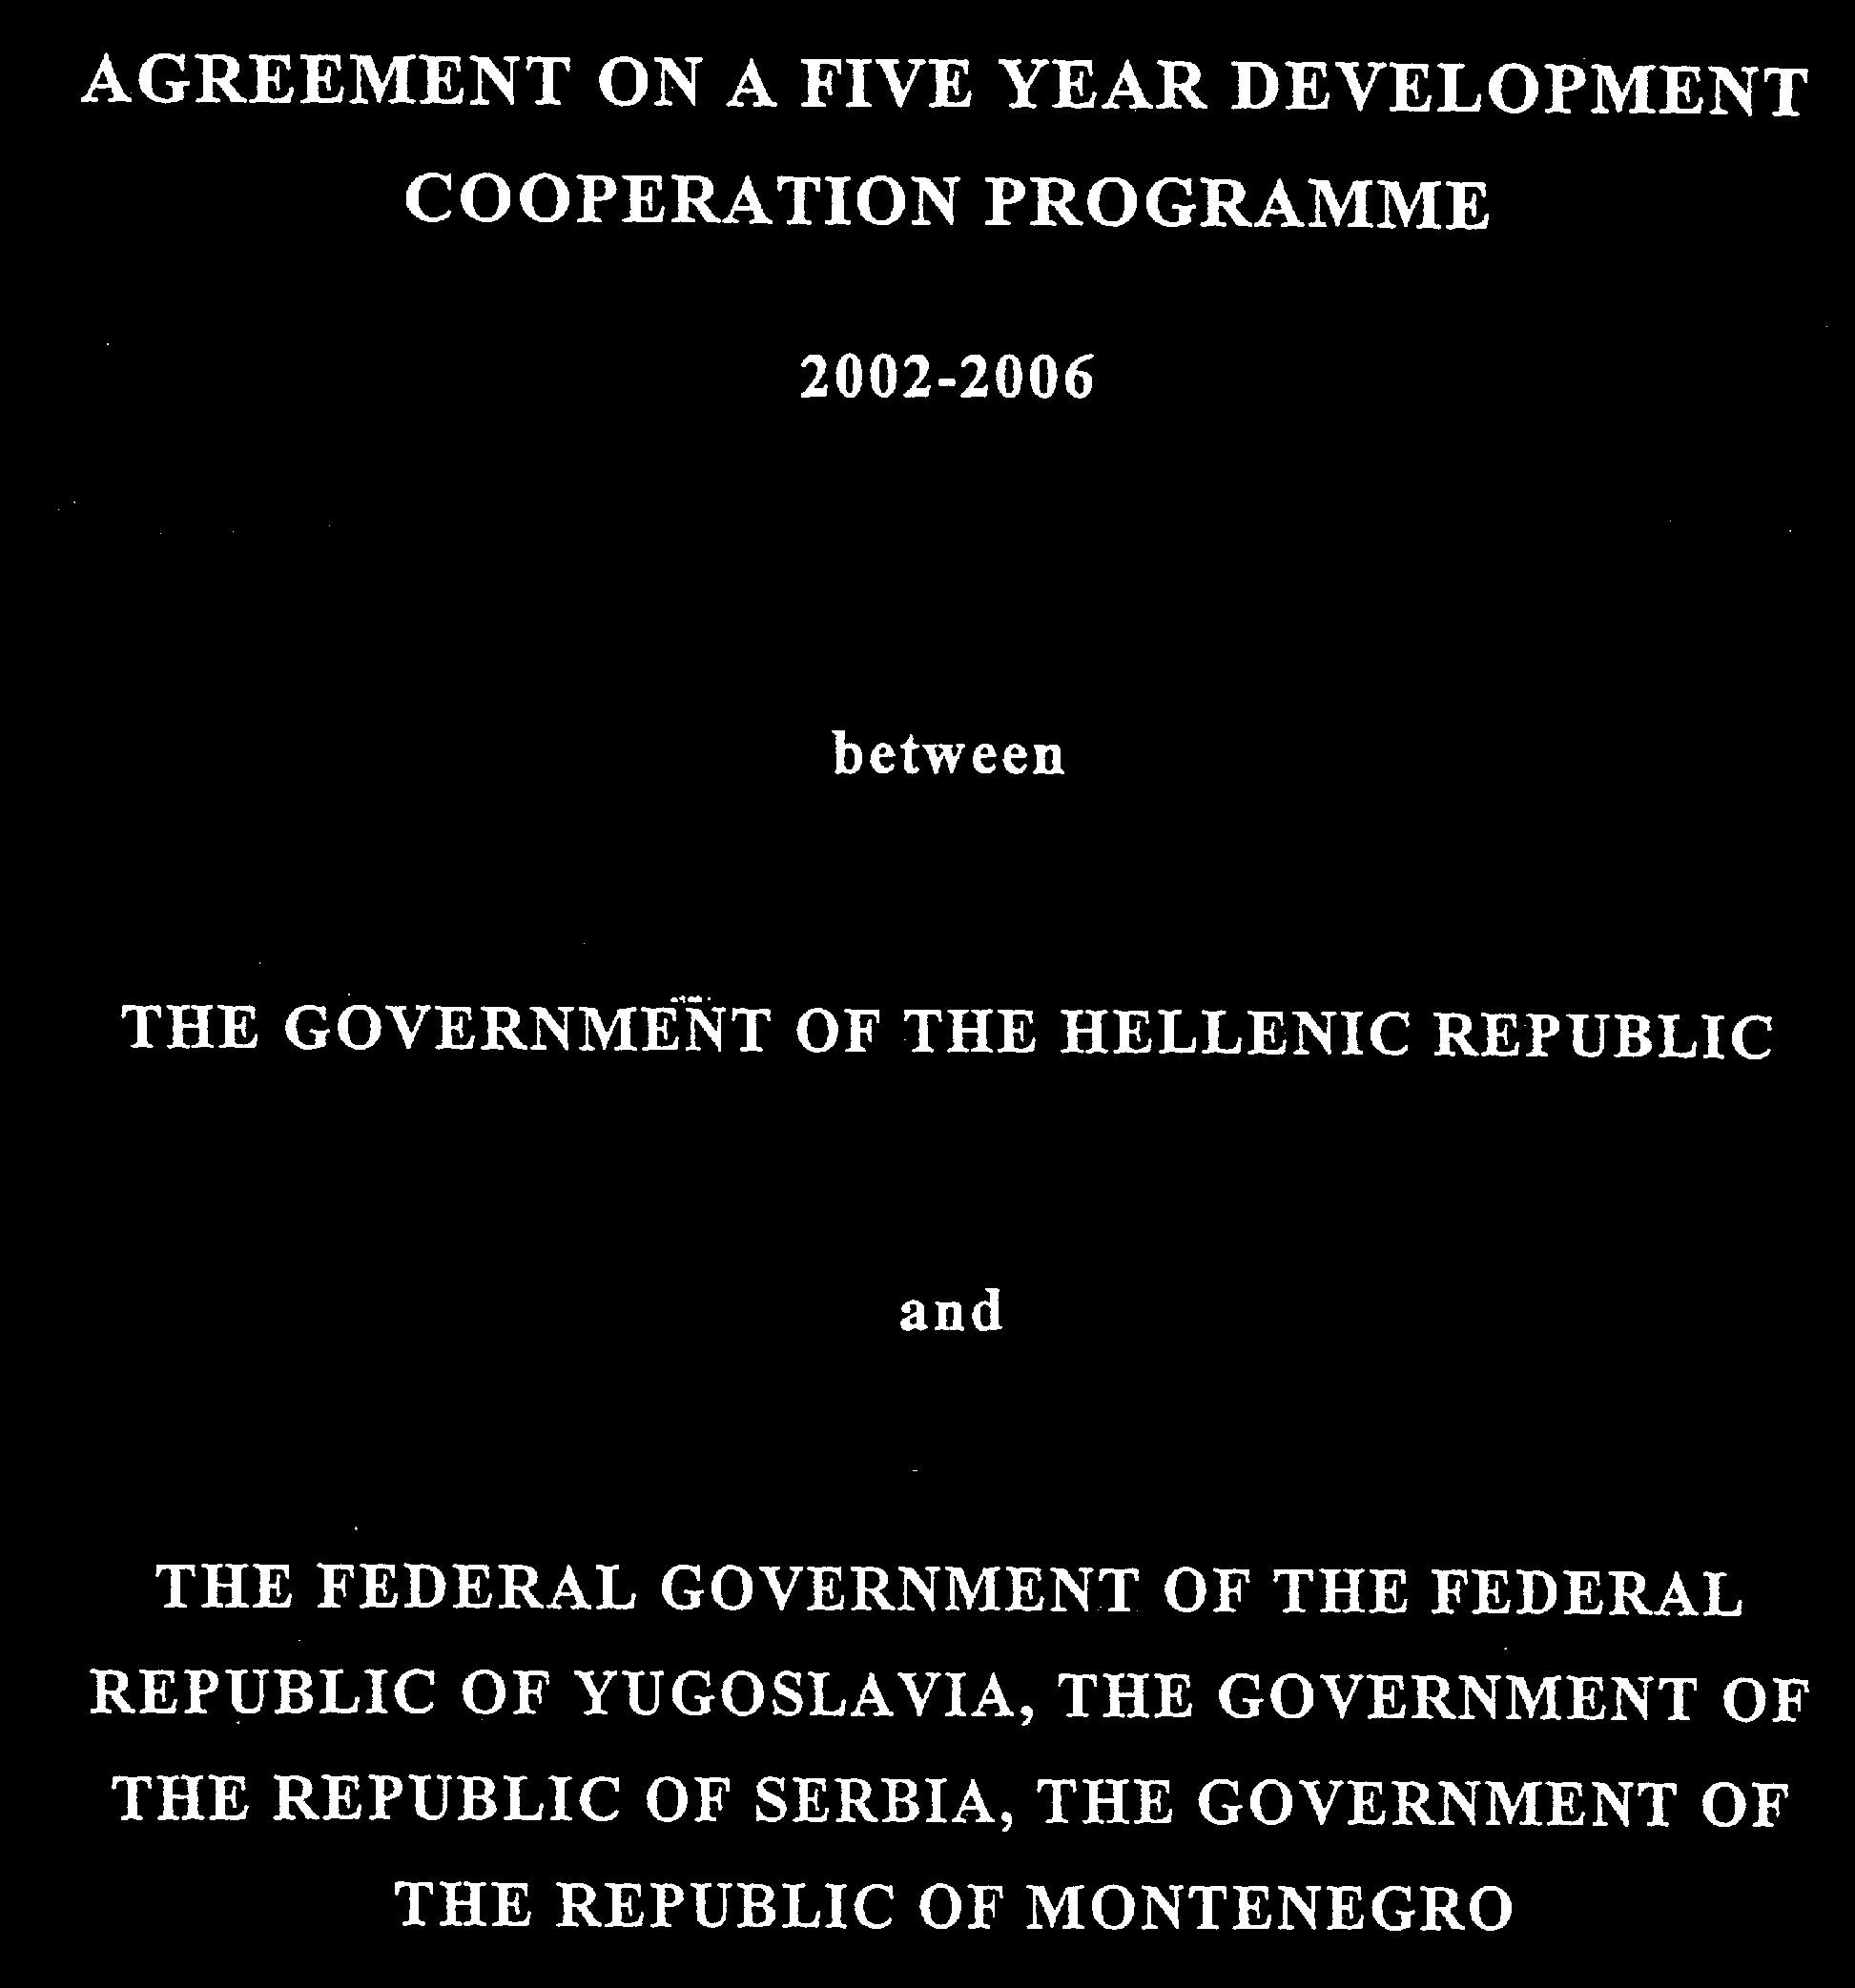 AGREEMENT ON A FIVE YEAR DEVELOPMENT
COOPERATION PROGRAMME
2002-2006
between
THE GOVERNMENT OF THE HELLENIC REPUBLIC
and
THE FEDERAL GOVERNMENT OF THE FEDERAL
REPUBLIC OF YUGOSLAVIA, THE GOVERNMENT OF
THE REPUBLIC OF SERBIA, THE GOVERNMENT OF
THE REPUBLIC OF MONTENEGRO